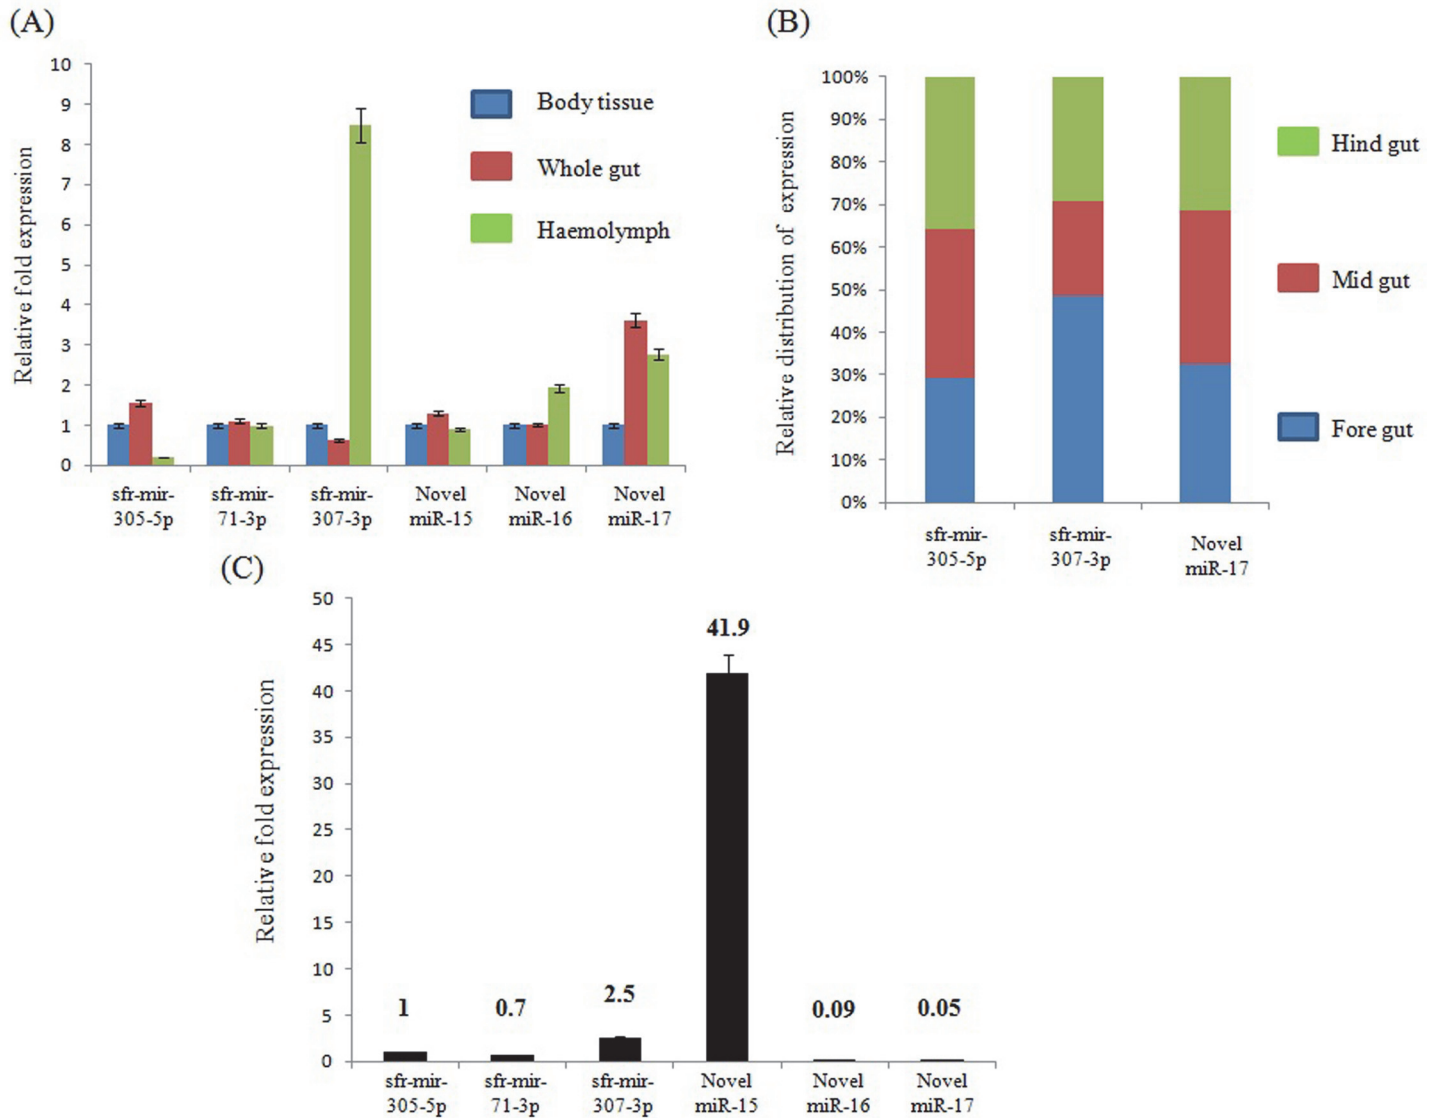 (A)
Relative fold expression
10
9
8
7
6
5
4
3
2
1
0
Body tissue
Whole gut
Haemolymph
sfr-mir-
305-5p
sfr-mir-
71-3p
sfr-mir-
307-3p
Novel
miR-15
Novel
miR-16
Novel
miR-17
(B)
Relative distribution of expression
100%
90%
80%
70%
60%
50%
40%
30%
20%
10%
0%
Hind gut
Mid gut
Fore gut
sfr-mir-
305-5p
sfr-mir-
307-3p
Novel
miR-17
(C)
Relative fold expression
50
45
40
35
30
25
20
15
10
5
0
1
0.7
2.5
41.9
0.09
0.05
sfr-mir-
305-5p
sfr-mir-
71-3p
sfr-mir-
307-3p
Novel
miR-15
Novel
miR-16
Novel
miR-17